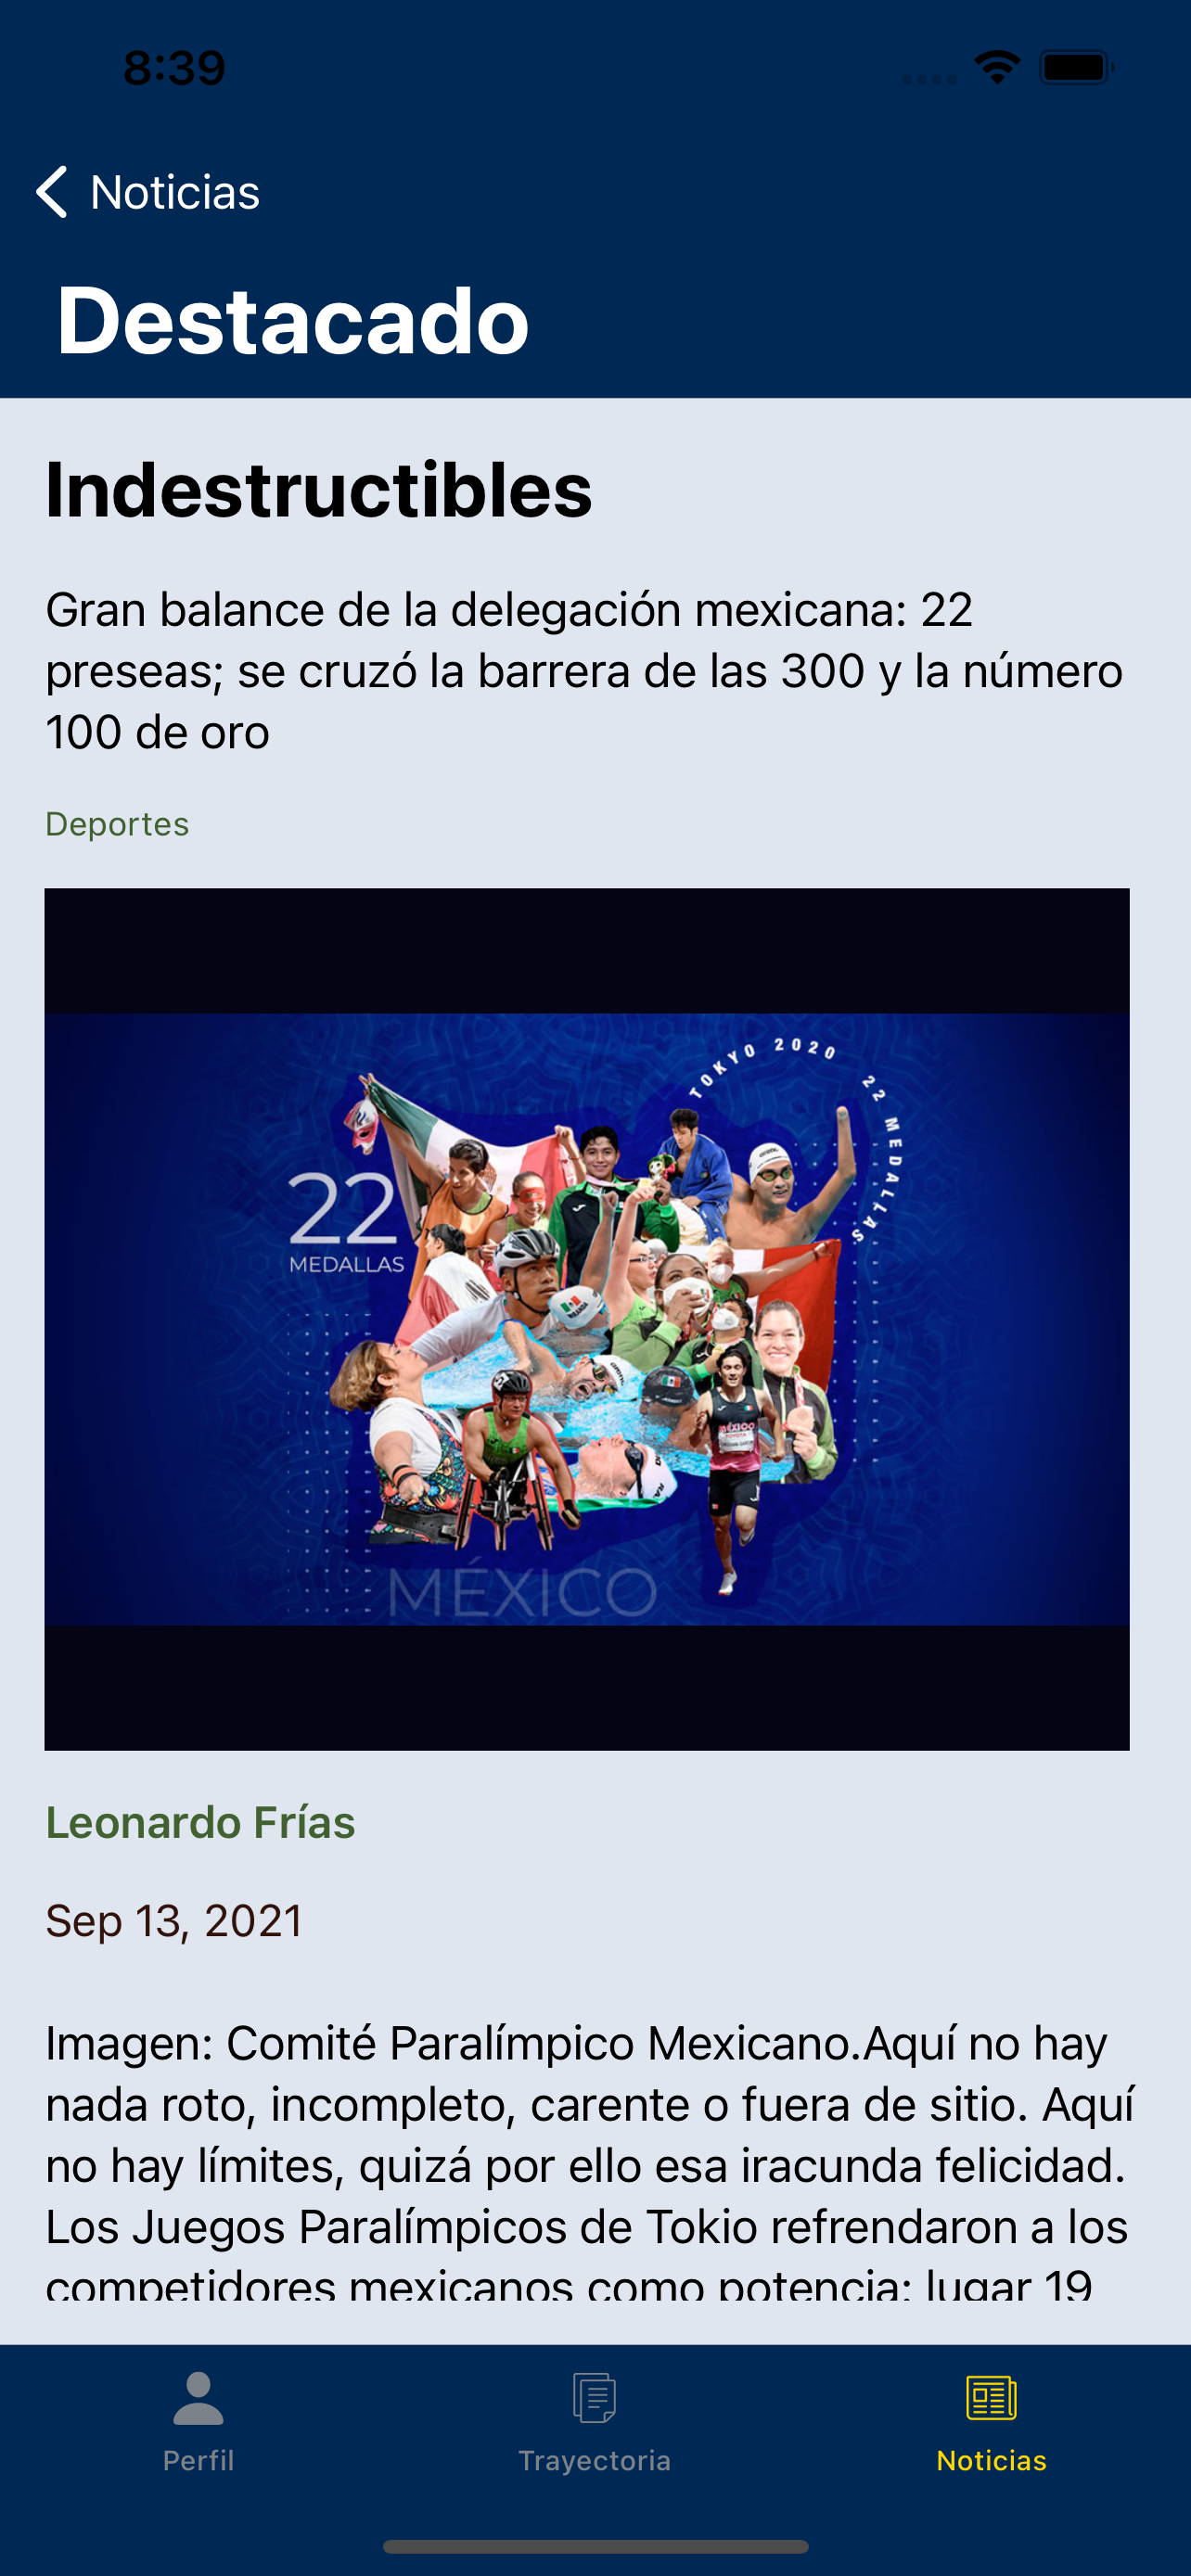 8:39
Noticias
Destacado
Indestructibles
Gran balance de la delegación mexicana: 22
preseas; se cruzó la barrera de las 300 y la número
100 de oro
Deportes
TOKYO 2020 22 MEDALLAS
22
MEDALLAS
MÉXICO
Leonardo Frías
Sep 13, 2021
Imagen: Comité Paralímpico Mexicano.Aquí no hay
nada roto, incompleto, carente o fuera de sitio. Aquí
no hay límites, quizá por ello esa iracunda felicidad.
Los Juegos Paralímpicos de Tokio refrendaron a los
competidores mexicanos como potencia: lugar 19
Perfil
Trayectoria
Noticias